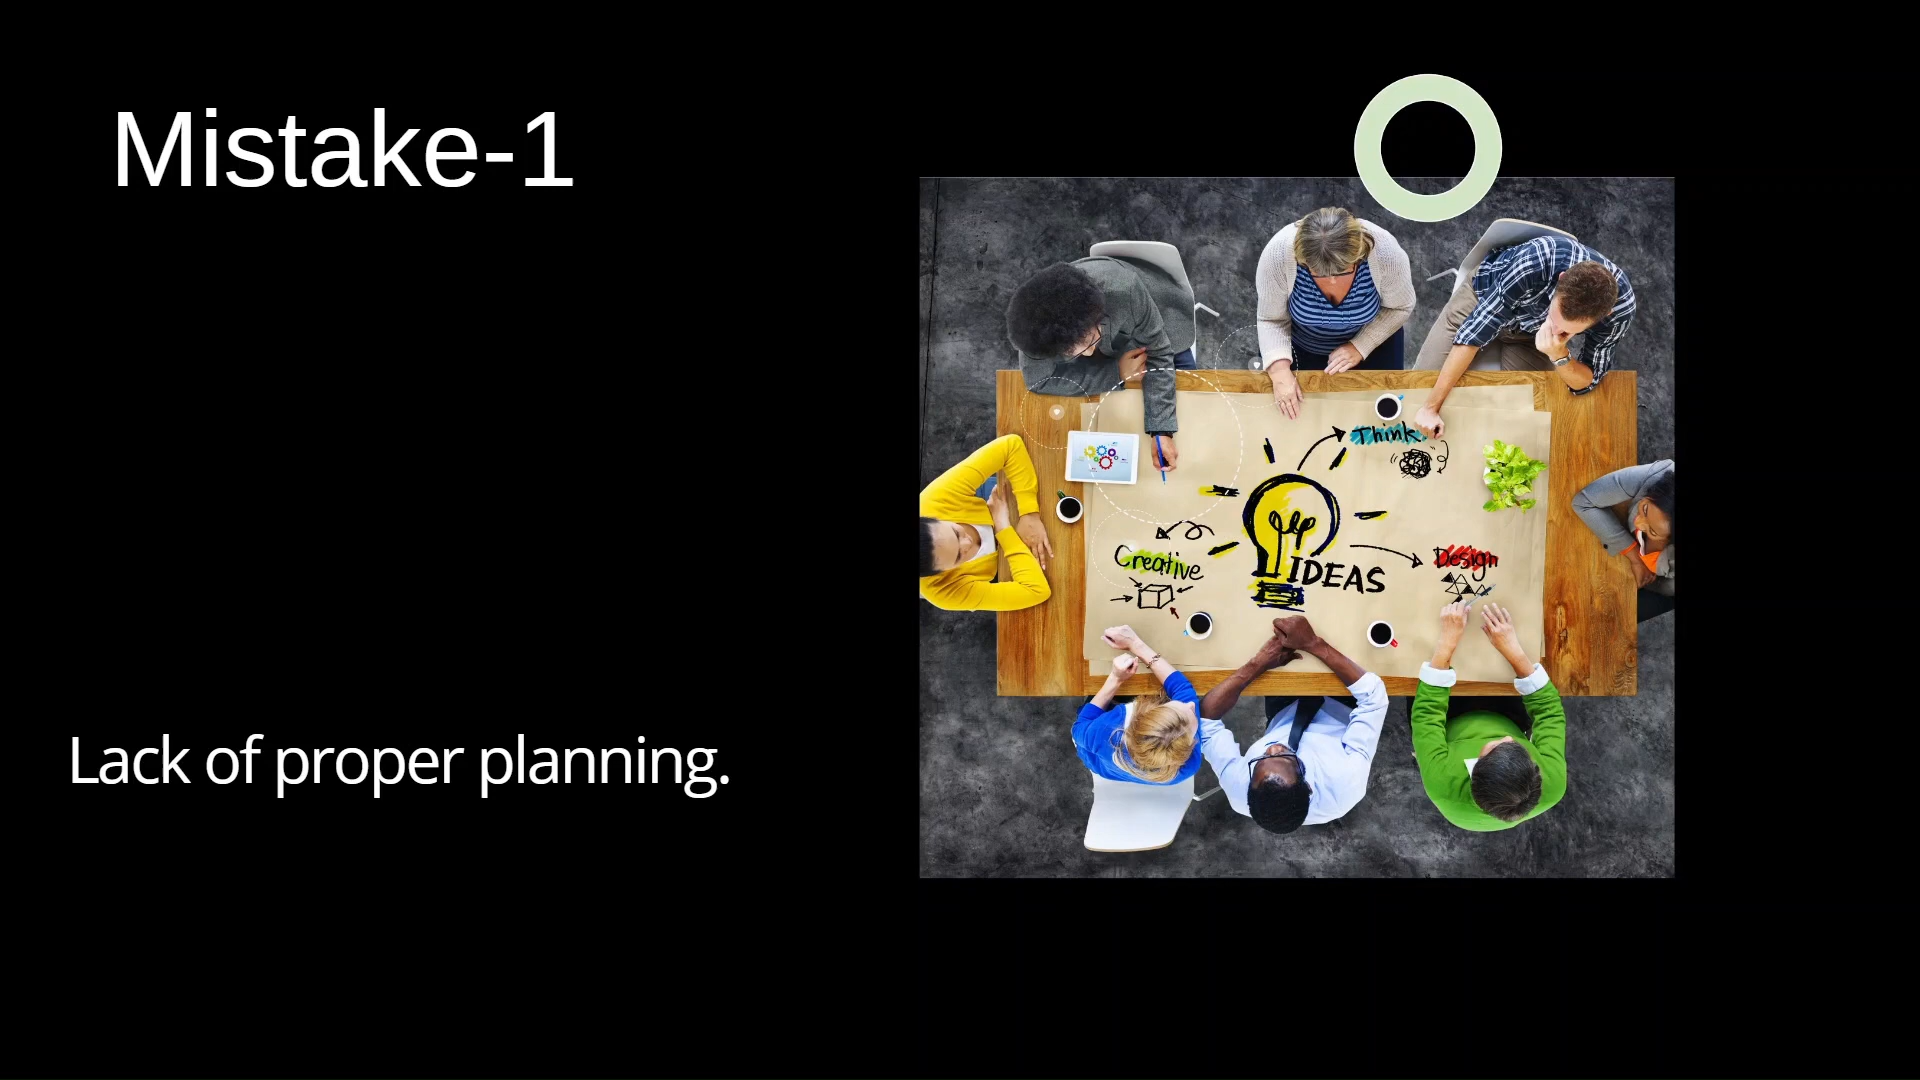 Mistake-1
Lack of proper planning.
Think
Creative
IDEAS
Design